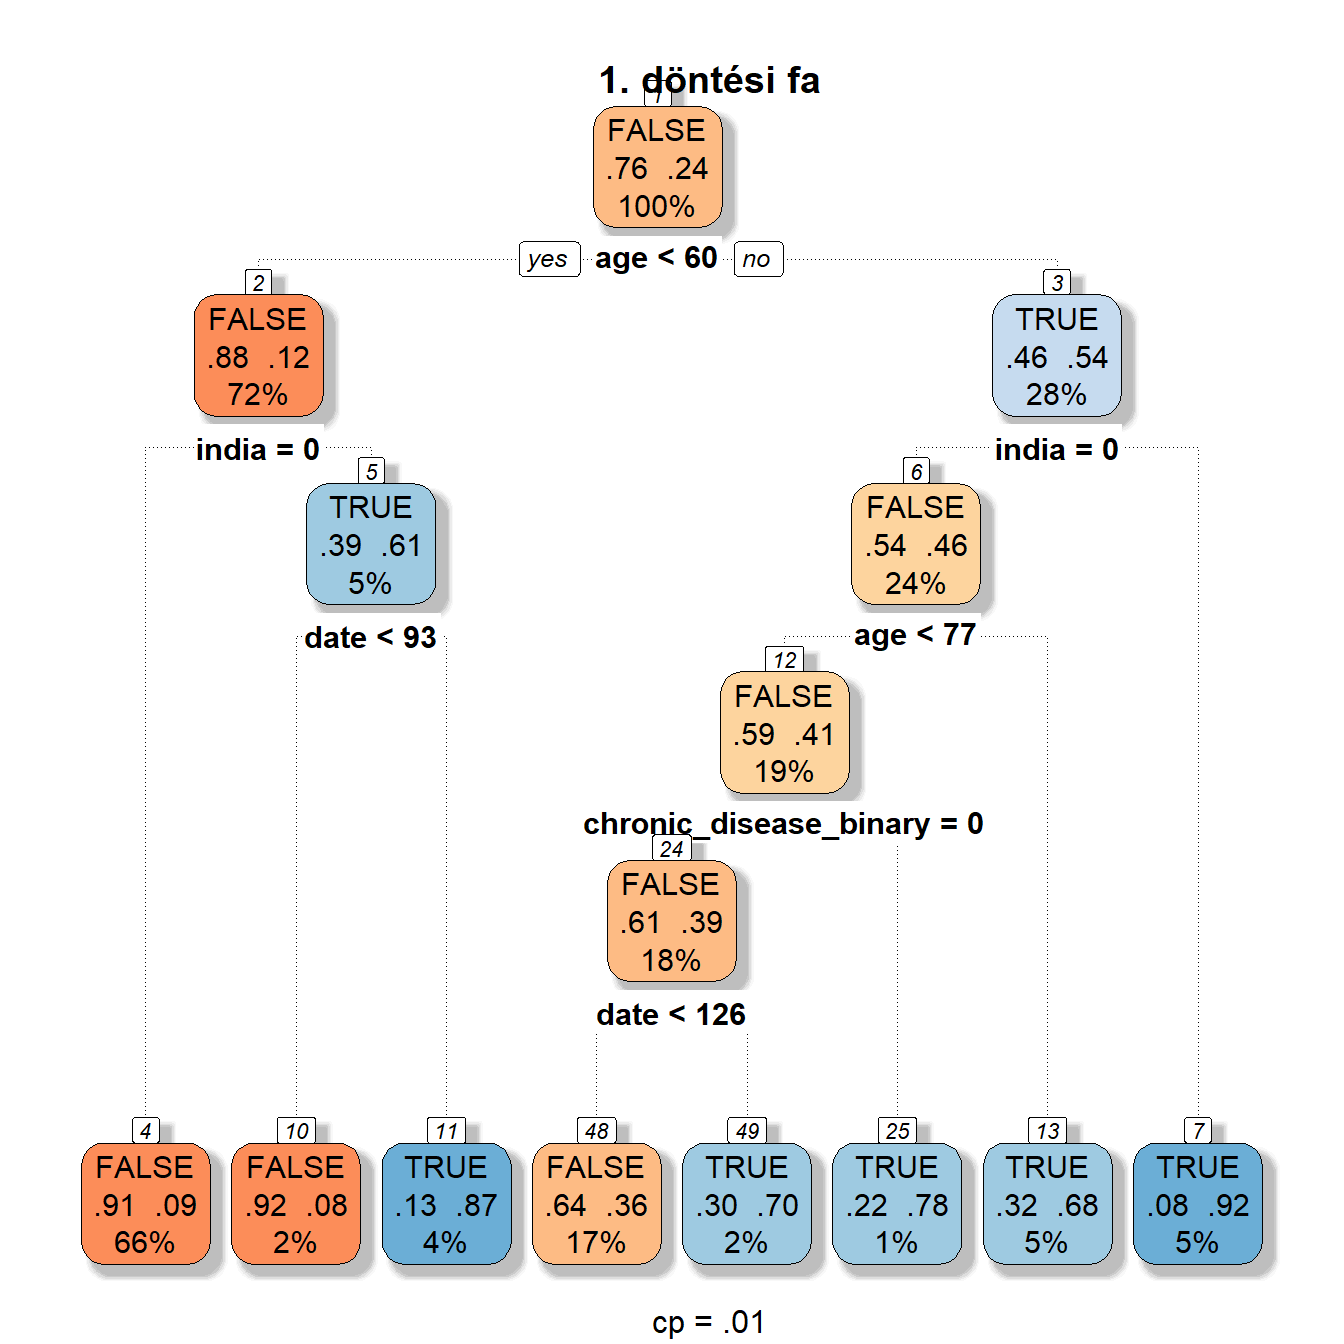 1. döntési fa
1
FALSE
.76 .24
100%
yes age < 60 no
2
FALSE
.88 .12
72%
3
TRUE
.46 .54
28%
india = 0
india = 0
5
TRUE
.39 .61
5%
6
FALSE
.54 .46
24%
date < 93
age < 77
12
FALSE
.59 .41
19%
chronic_disease_binary = 0
24
FALSE
.61 .39
18%
date < 126
4
FALSE
.91 .09
66%
10
FALSE
.92 .08
2%
11
TRUE
.13 .87
4%
48
FALSE
.64 .36
17%
49
TRUE
.30 .70
2%
25
TRUE
.22 .78
1%
13
TRUE
.32 .68
5%
7
TRUE
.08 .92
5%
cp = .01